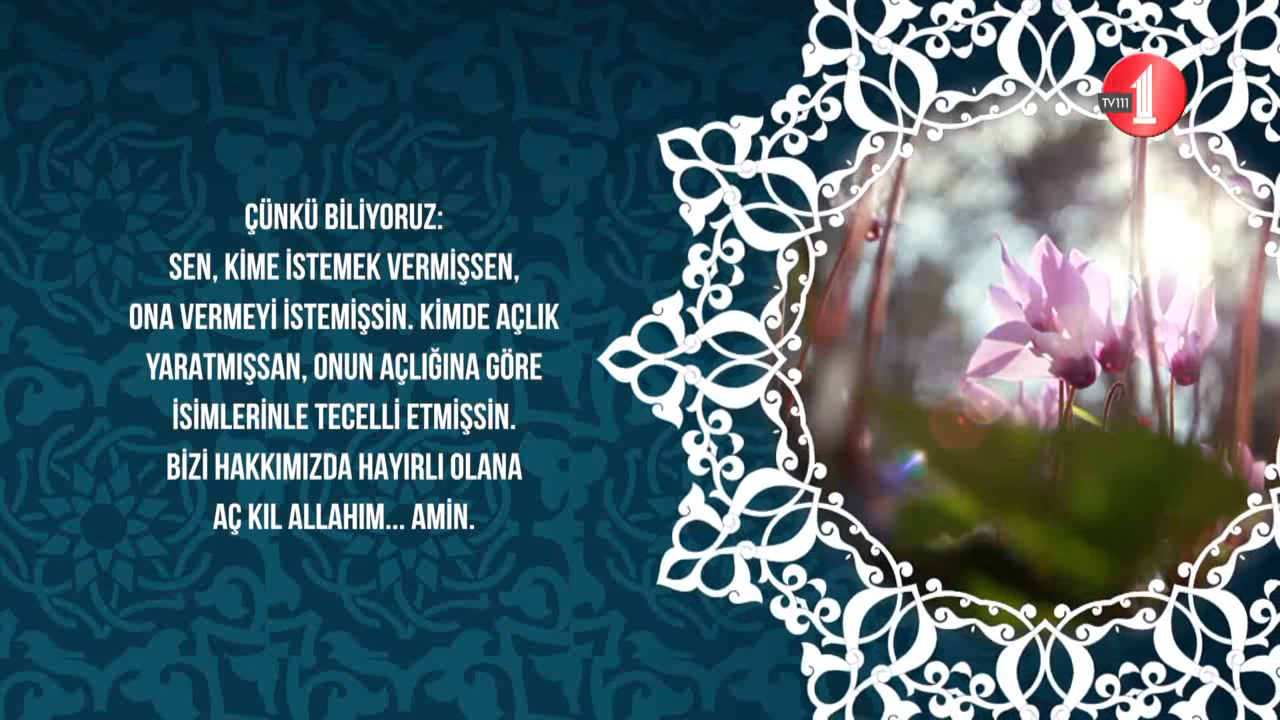 ÇÜNKÜ BİLİYORUZ:
SEN, KİME İSTEMEK VERMİŞSEN,
ONA VERMEYİ İSTEMİŞSİN. KİMDE AÇLIK
YARATMIŞSAN, ONUN AÇLIĞINA GÖRE
İSİMLERİNLE TECELLİ ETMİŞSİN.
BİZİ HAKKIMIZDA HAYIRLI OLANA
AÇ KIL ALLAHIM... AMİN.
TV111 1